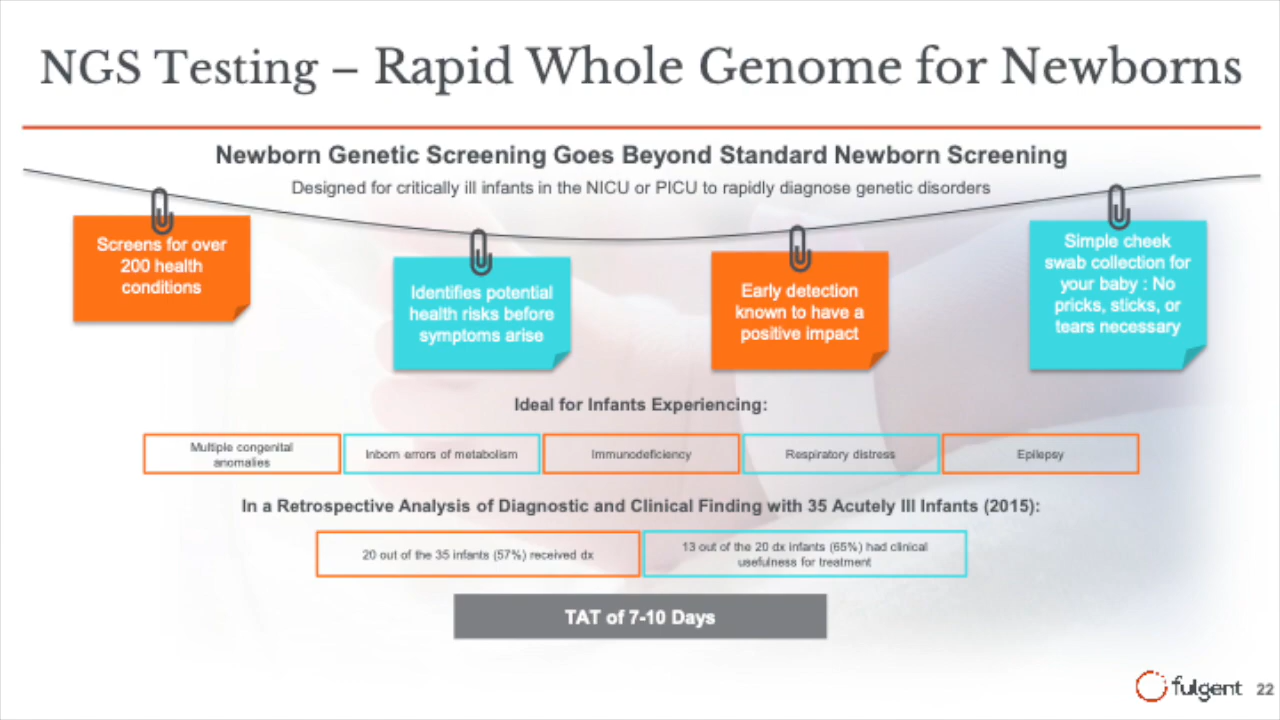 NGS Testing – Rapid Whole Genome for Newborns
Newborn Genetic Screening Goes Beyond Standard Newborn Screening
Designed for critically ill infants in the NICU or PICU to rapidly diagnose genetic disorders
Screens for over
200 health
conditions
Identifies potential
health risks before
symptoms arise
Early detection
known to have a
positive impact
Simple cheek
swab collection for
your baby : No
pricks, sticks, or
tears necessary
Ideal for Infants Experiencing:
Multiple congenital
anomalies
Inborn errors of metabolism
Immunodeficiency
Respiratory distress
Epilepsy
In a Retrospective Analysis of Diagnostic and Clinical Finding with 35 Acutely Ill Infants (2015):
20 out of the 35 infants (57%) received dx
13 out of the 20 dx infants (65%) had clinical
usefulness for treatment
TAT of 7-10 Days
fulgent
22